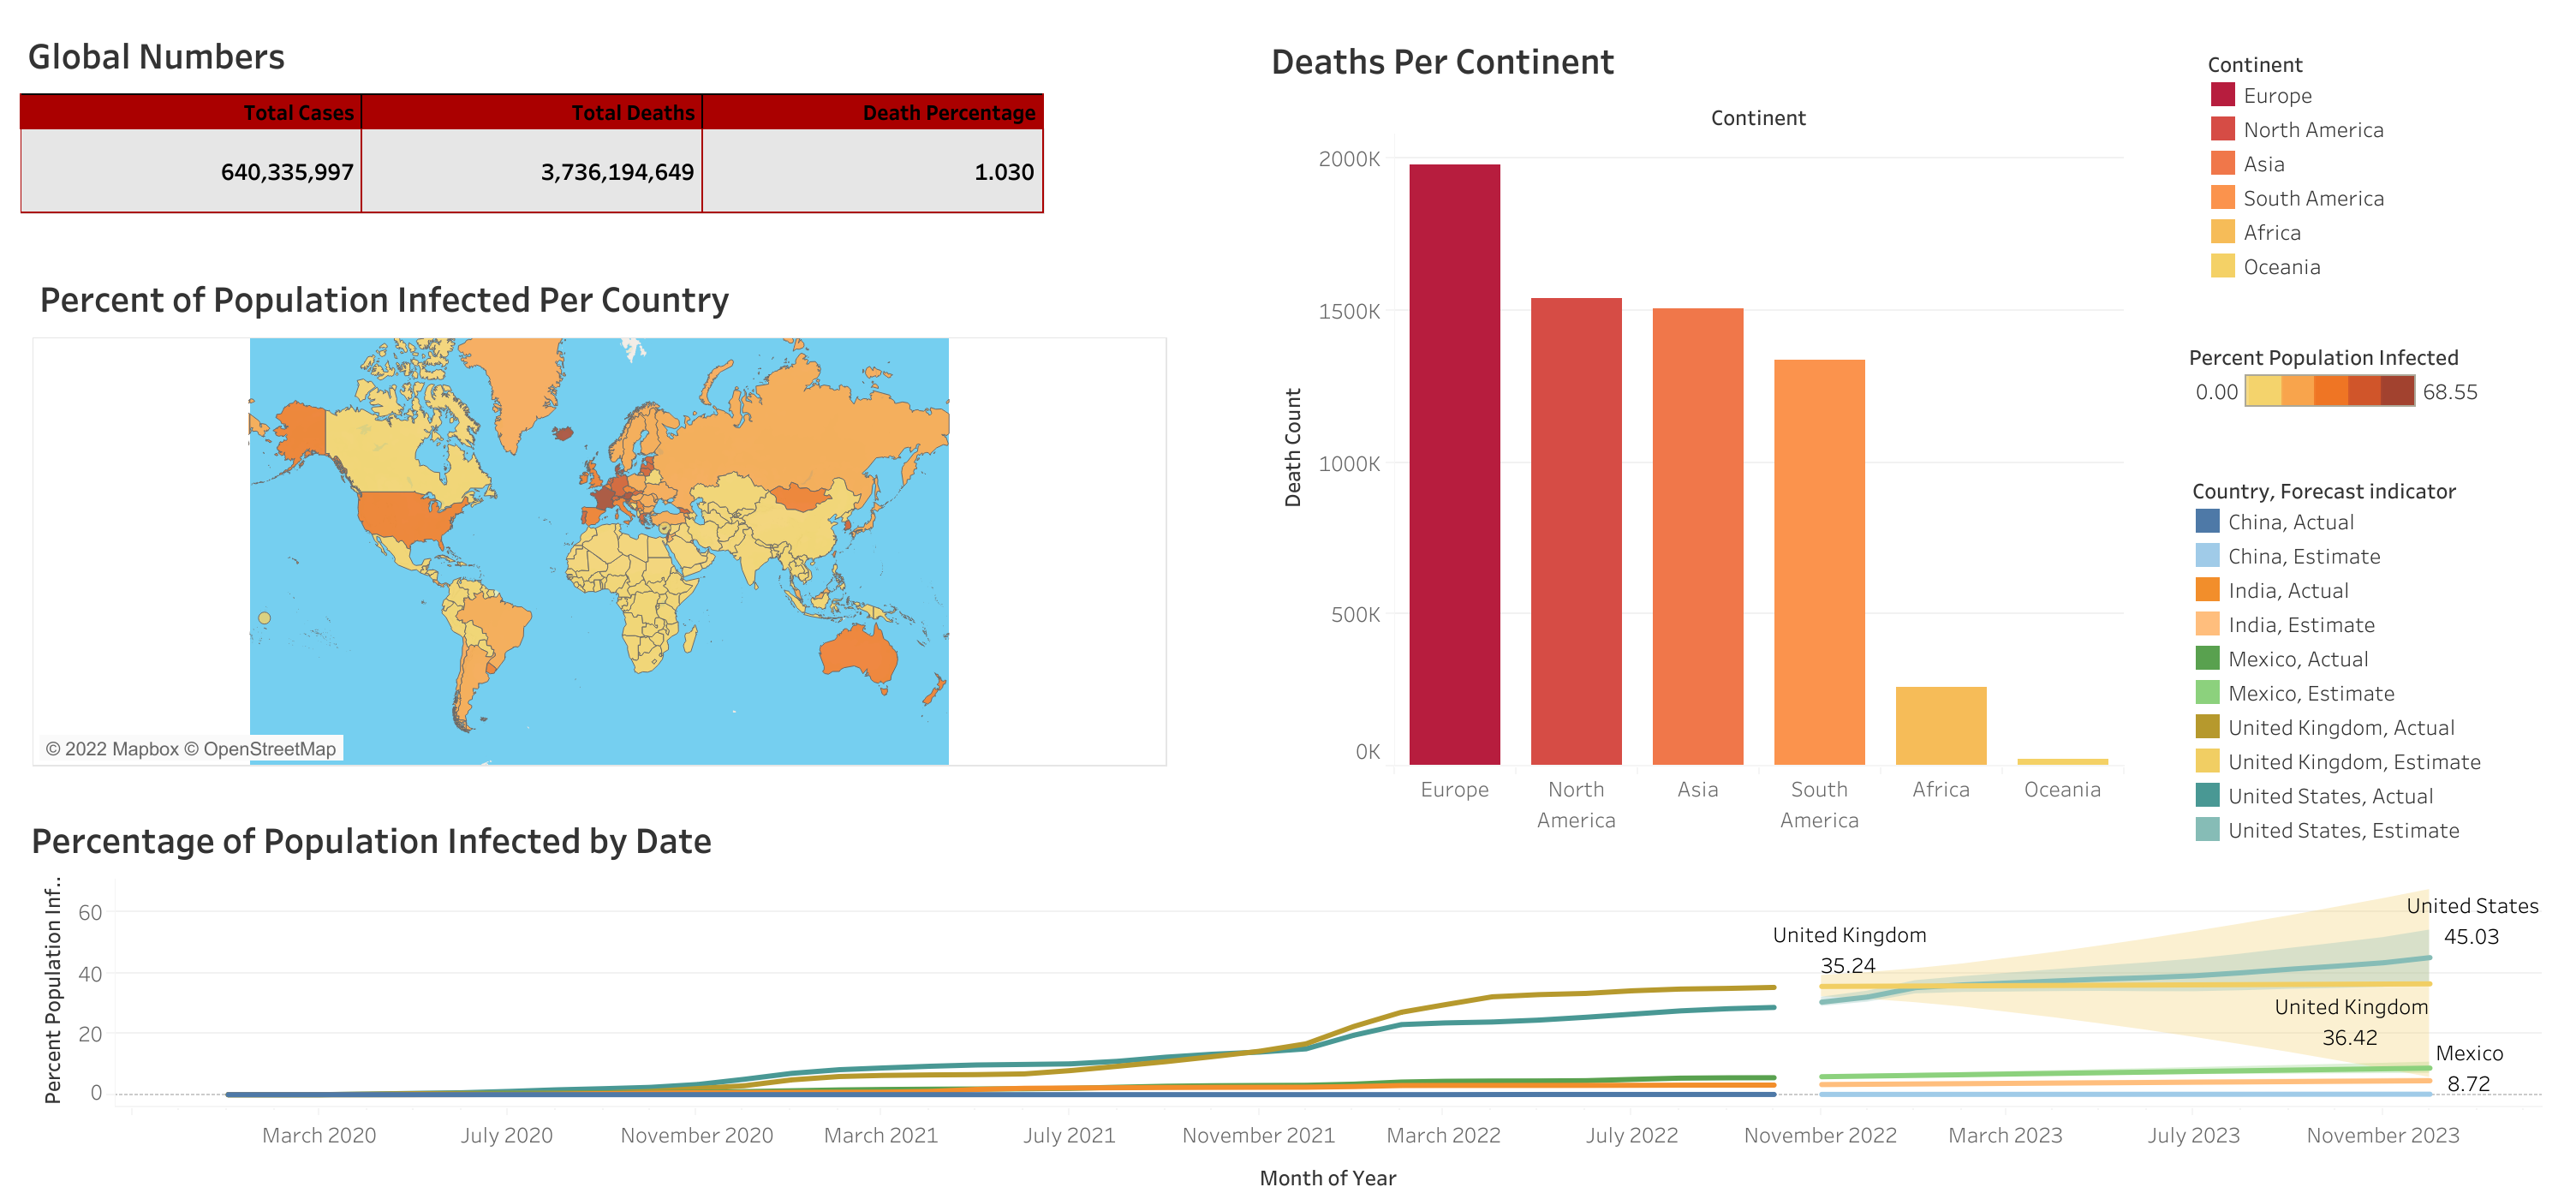 Global Numbers
Total Cases Total Deaths Death Percentage
640,335,997 3,736,194,649 1.030
Percent of Population Infected Per Country
© 2022 Mapbox © OpenStreetMap
Deaths Per Continent
Continent
Death Count
2000K
1500K
1000K
500K
0K
Europe North America Asia South America Africa Oceania
Continent
Europe
North America
Asia
South America
Africa
Oceania
Percent Population Infected
0.00 68.55
Country, Forecast indicator
China, Actual
China, Estimate
India, Actual
India, Estimate
Mexico, Actual
Mexico, Estimate
United Kingdom, Actual
United Kingdom, Estimate
United States, Actual
United States, Estimate
Percentage of Population Infected by Date
Percent Population Inf..
60
40
20
0
United Kingdom
35.24
United States
45.03
United Kingdom
36.42
Mexico
8.72
March 2020 July 2020 November 2020 March 2021 July 2021 November 2021 March 2022 July 2022 November 2022 March 2023 July 2023 November 2023
Month of Year